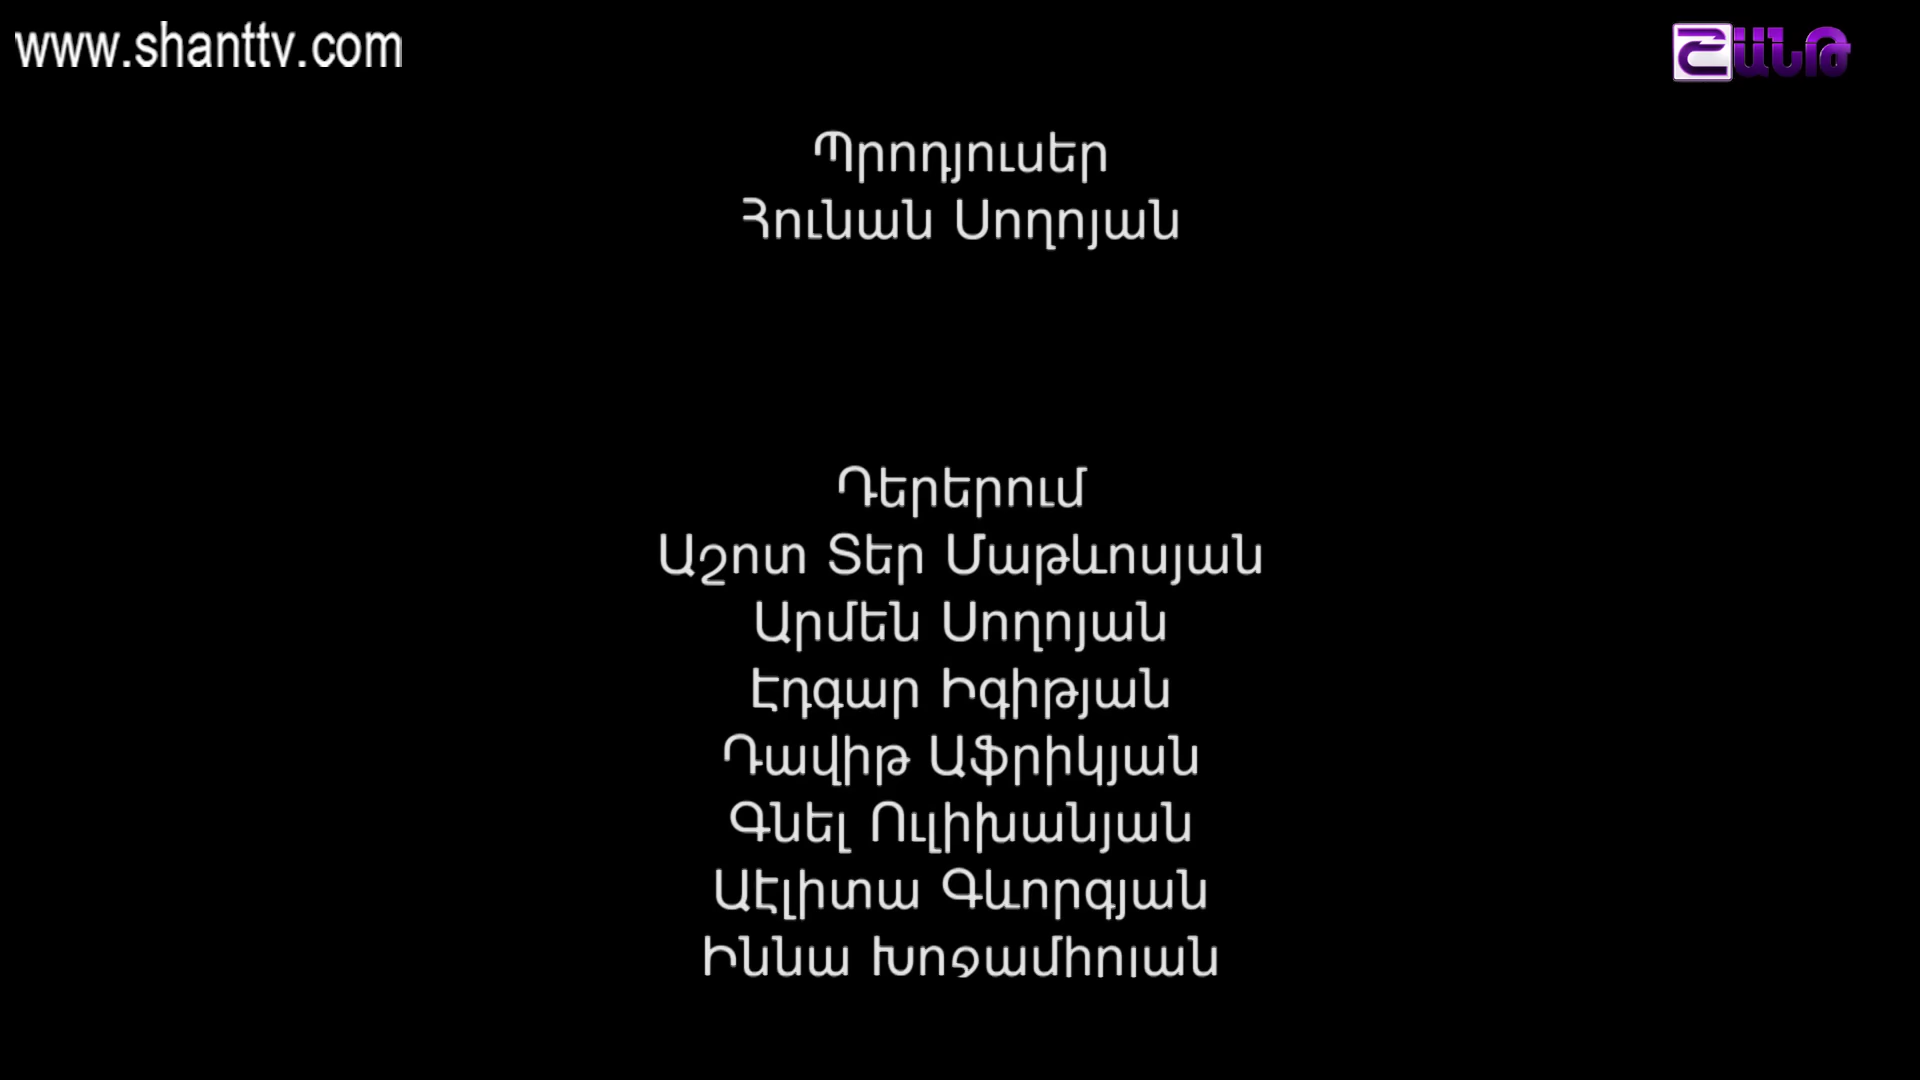 www.shanttv.com
ՇԱՆԹ
Պրոդյուսեր
Հունան Սողոյան
Դերերում
Աշոտ Տեր Մաթևոսյան
Արմեն Սողոյան
Էդգար Իգիթյան
Դավիթ Աֆրիկյան
Գնել Ուլիխանյան
Աէլիտա Գևորգյան
Իննա Խոջամիրյան